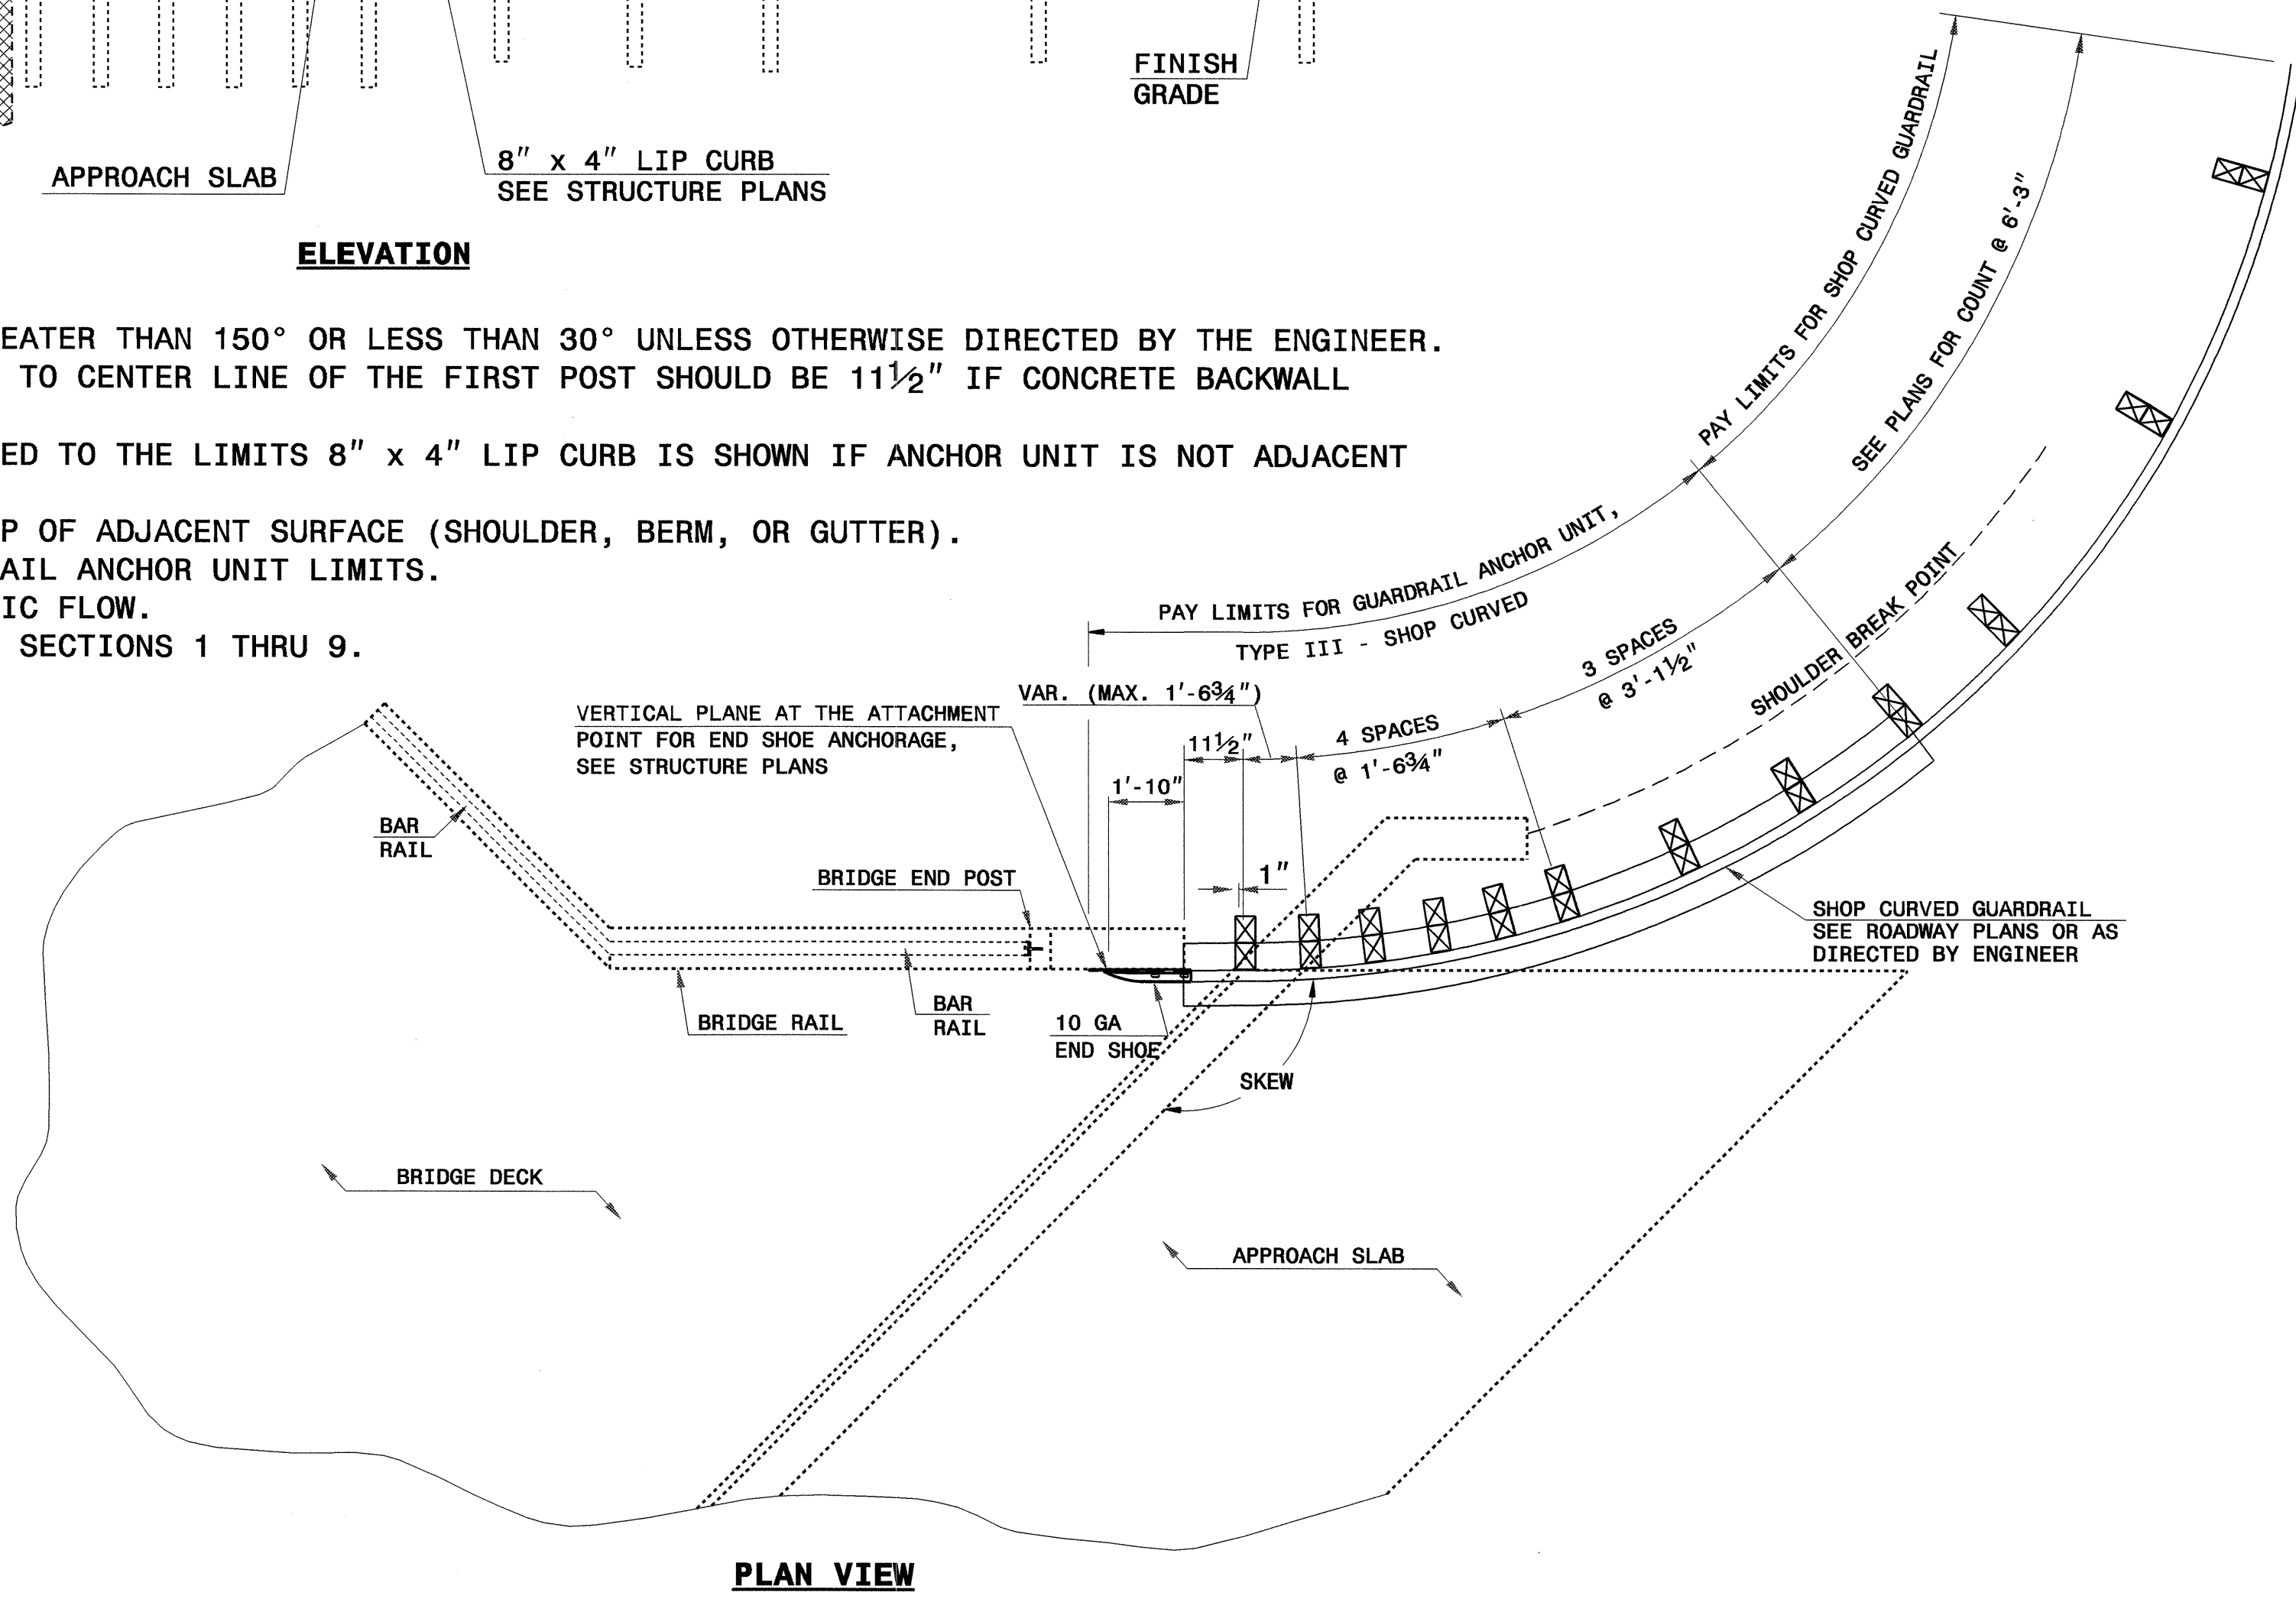 FINISH
GRADE
APPROACH SLAB
8" x 4" LIP CURB
SEE STRUCTURE PLANS
ELEVATION
EATER THAN 150° OR LESS THAN 30° UNLESS OTHERWISE DIRECTED BY THE ENGINEER.
TO CENTER LINE OF THE FIRST POST SHOULD BE 11½" IF CONCRETE BACKWALL
ED TO THE LIMITS 8" x 4" LIP CURB IS SHOWN IF ANCHOR UNIT IS NOT ADJACENT
P OF ADJACENT SURFACE (SHOULDER, BERM, OR GUTTER).
AIL ANCHOR UNIT LIMITS.
IC FLOW.
SECTIONS 1 THRU 9.
PAY LIMITS FOR SHOP CURVED GUARDRAIL
SEE PLANS FOR COUNT @ 6'-3"
PAY LIMITS FOR GUARDRAIL ANCHOR UNIT,
TYPE III - SHOP CURVED
3 SPACES
@ 3'-1½"
SHOULDER BREAK POINT
VAR. (MAX. 1'-6¾")
VERTICAL PLANE AT THE ATTACHMENT
POINT FOR END SHOE ANCHORAGE,
SEE STRUCTURE PLANS
11½"
4 SPACES
@ 1'-6¾"
1'-10"
BAR
RAIL
BRIDGE END POST
1"
SHOP CURVED GUARDRAIL
SEE ROADWAY PLANS OR AS
DIRECTED BY ENGINEER
BRIDGE RAIL
BAR
RAIL
10 GA
END SHOE
SKEW
BRIDGE DECK
APPROACH SLAB
PLAN VIEW